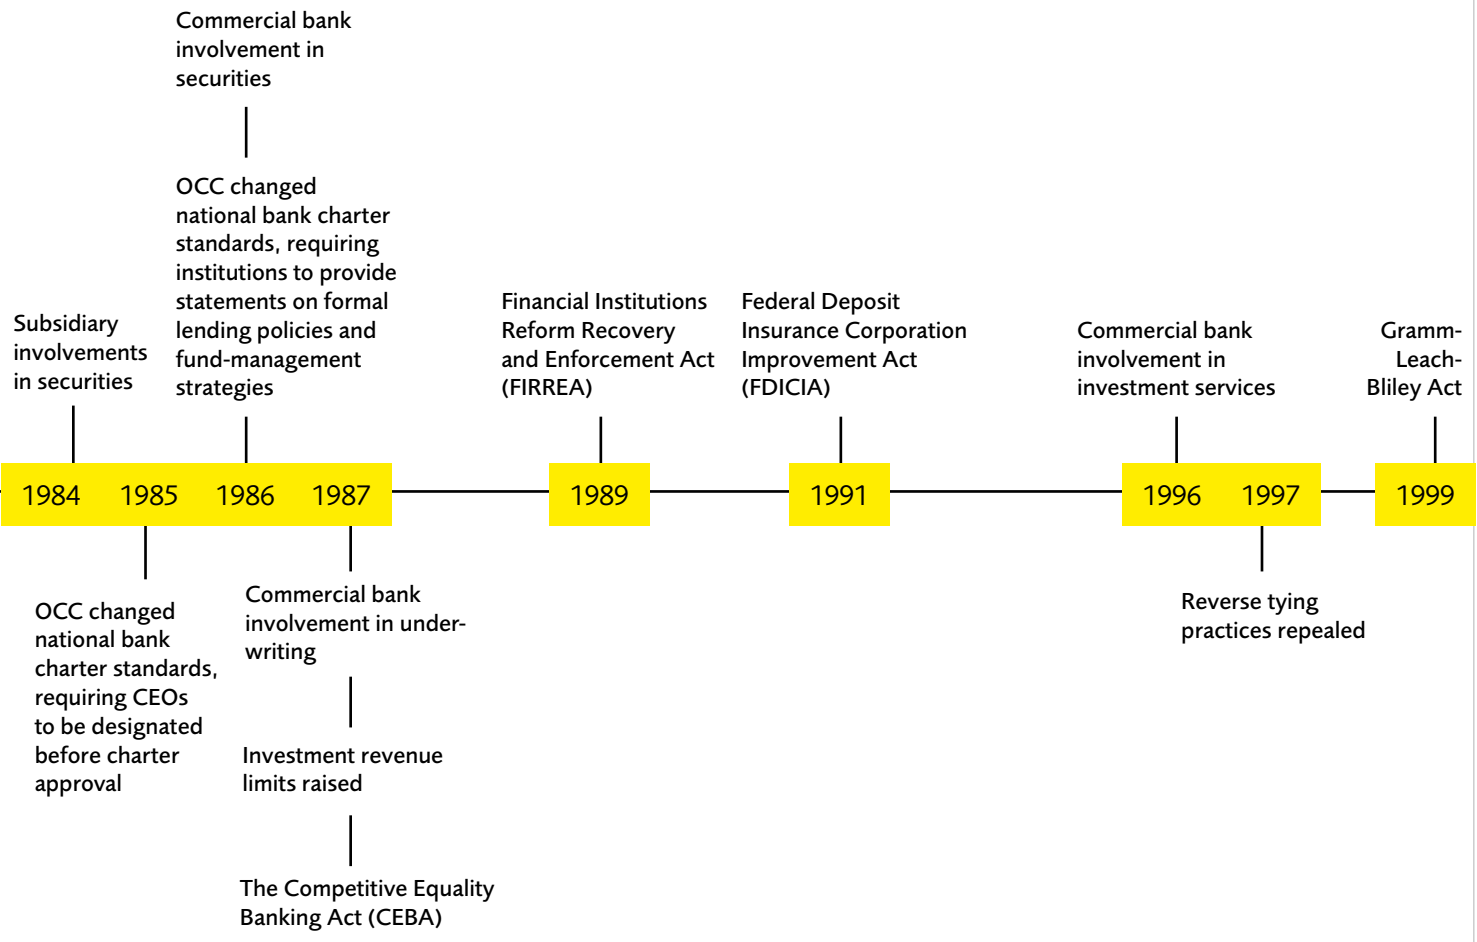 Commercial bank
involvement in
securities
OCC changed
national bank charter
standards, requiring
institutions to provide
statements on formal
lending policies and
fund-management
strategies
Subsidiary
involvements
in securities
Financial Institutions
Reform Recovery
and Enforcement Act
(FIRREA)
Federal Deposit
Insurance Corporation
Improvement Act
(FDICIA)
Commercial bank
involvement in
investment services
Gramm-
Leach-
Bliley Act
1984 1985 1986 1987 1989 1991 1996 1997 1999
OCC changed
national bank
charter standards,
requiring CEOs
to be designated
before charter
approval
Commercial bank
involvement in under-
writing
Investment revenue
limits raised
The Competitive Equality
Banking Act (CEBA)
Reverse tying
practices repealed